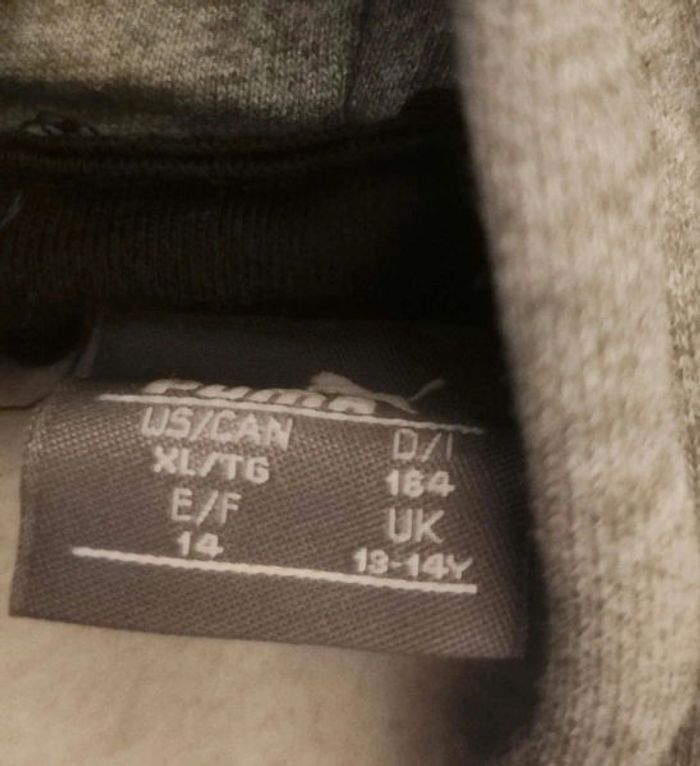 PUMA
US/CAN D/I
XL/TG 164
E/F UK
14 13-14Y